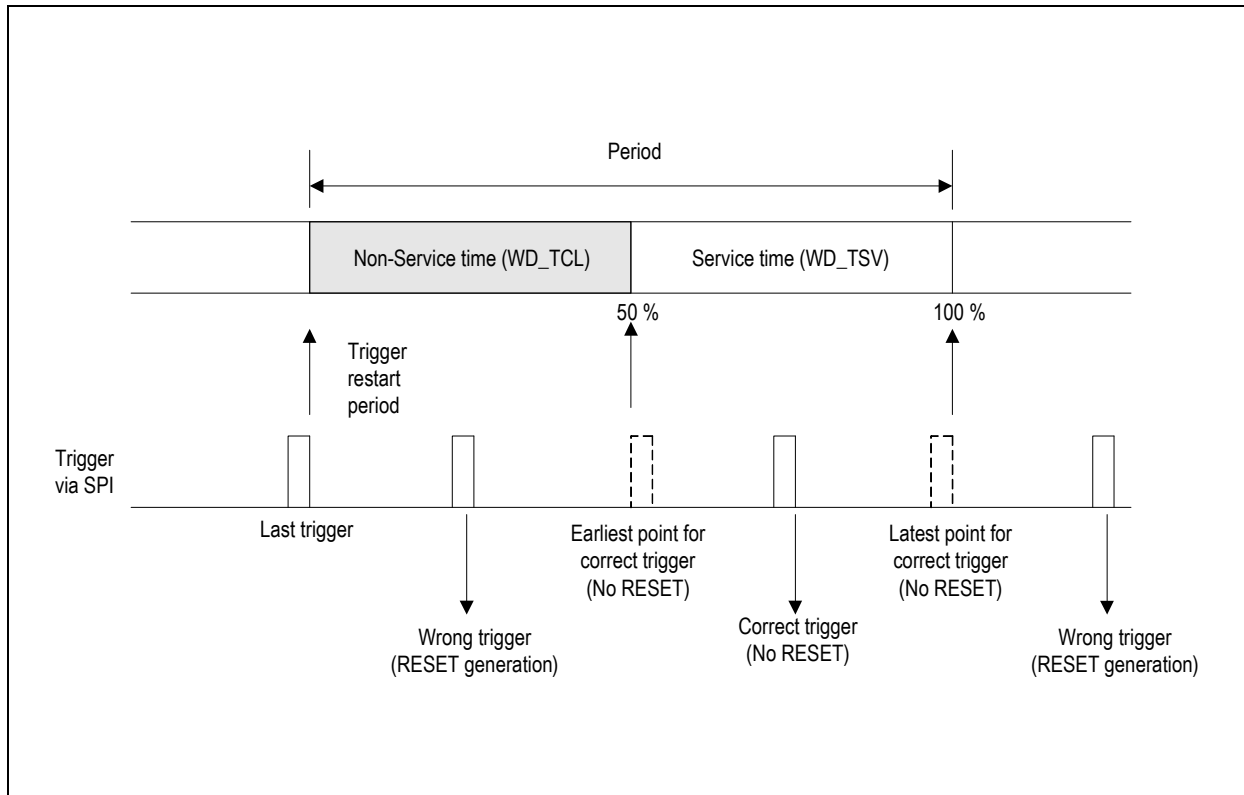 Period
Non-Service time (WD_TCL)
Service time (WD_TSV)
50 %
100 %
Trigger
restart
period
Trigger
via SPI
Last trigger
Earliest point for
correct trigger
(No RESET)
Latest point for
correct trigger
(No RESET)
Wrong trigger
(RESET generation)
Correct trigger
(No RESET)
Wrong trigger
(RESET generation)